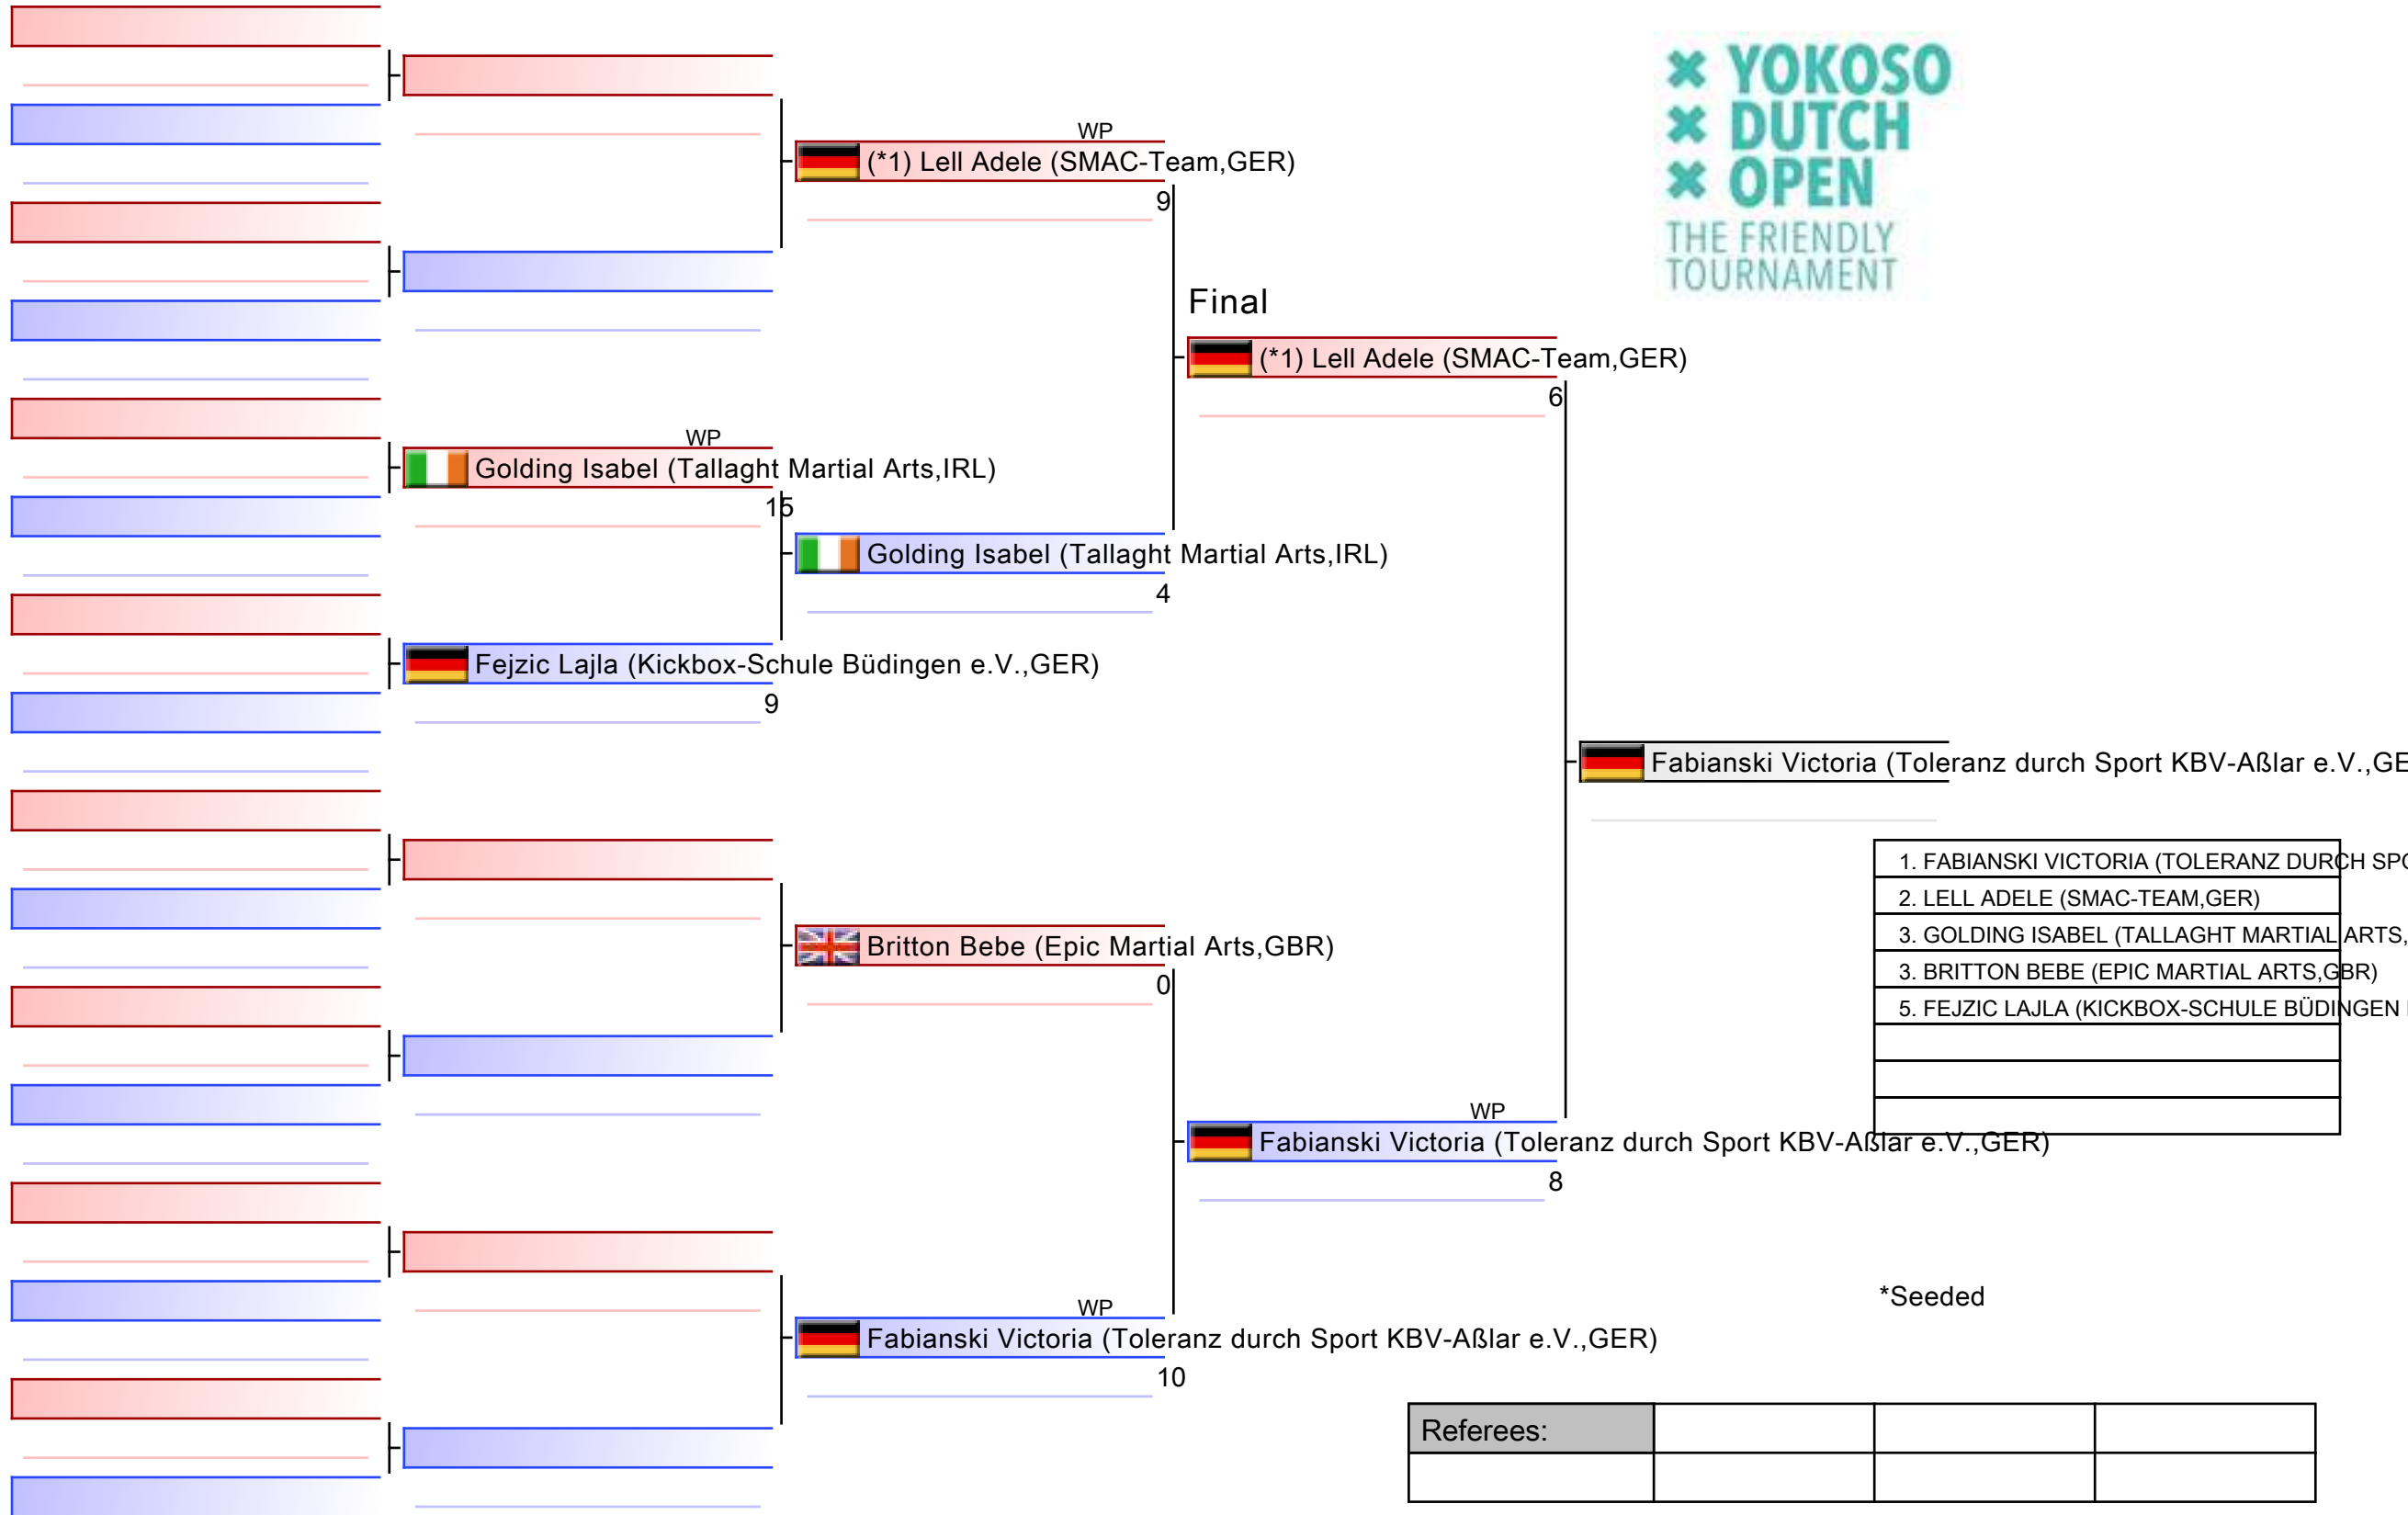 YOKOSO
DUTCH
OPEN
THE FRIENDLY
TOURNAMENT
WP
(*1) Lell Adele (SMAC-Team,GER)
9
Final
(*1) Lell Adele (SMAC-Team,GER)
6
WP
Golding Isabel (Tallaght Martial Arts,IRL)
15
Golding Isabel (Tallaght Martial Arts,IRL)
4
Fejzic Lajla (Kickbox-Schule Büdingen e.V.,GER)
9
Fabianski Victoria (Toleranz durch Sport KBV-Aßlar e.V.,GE
1. FABIANSKI VICTORIA (TOLERANZ DURCH SPO
2. LELL ADELE (SMAC-TEAM,GER)
3. GOLDING ISABEL (TALLAGHT MARTIAL ARTS,
3. BRITTON BEBE (EPIC MARTIAL ARTS,GBR)
5. FEJZIC LAJLA (KICKBOX-SCHULE BÜDINGEN
Britton Bebe (Epic Martial Arts,GBR)
0
WP
Fabianski Victoria (Toleranz durch Sport KBV-Aßlar e.V.,GER)
8
*Seeded
WP
Fabianski Victoria (Toleranz durch Sport KBV-Aßlar e.V.,GER)
10
Referees: